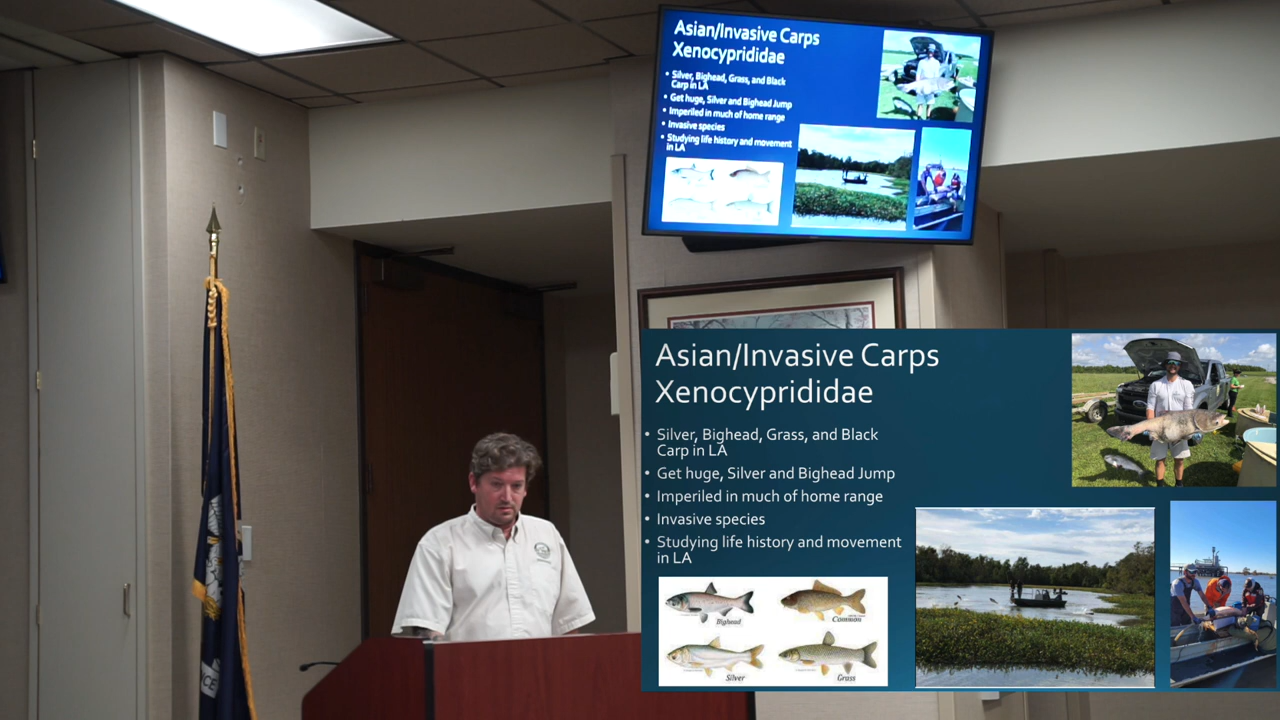 Asian/Invasive Carps
Xenocyprididae
• Silver, Bighead, Grass, and Black
Carp in LA
• Get huge, Silver and Bighead Jump
• Imperiled in much of home range
• Invasive species
• Studying life history and movement
in LA
Asian/Invasive Carps
Xenocyprididae
• Silver, Bighead, Grass, and Black
Carp in LA
• Get huge, Silver and Bighead Jump
• Imperiled in much of home range
• Invasive species
• Studying life history and movement
in LA
Bighead
Common
Silver
Grass